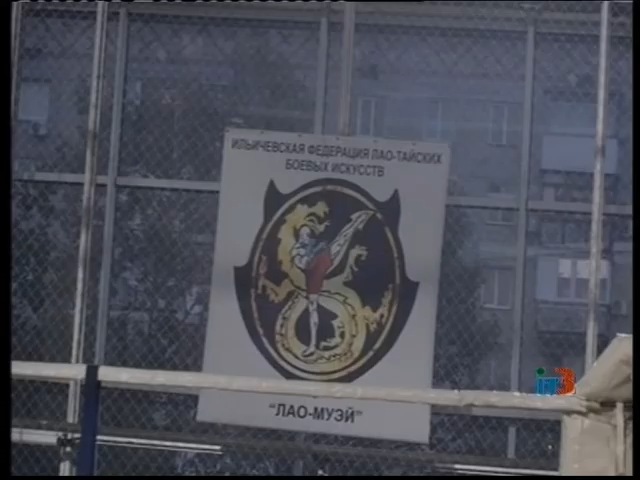 ИЛЬИЧЕВСКАЯ ФЕДЕРАЦИЯ ЛАО-ТАЙСКИХ
БОЕВЫХ ИСКУССТВ
"ЛАО-МУЭЙ"